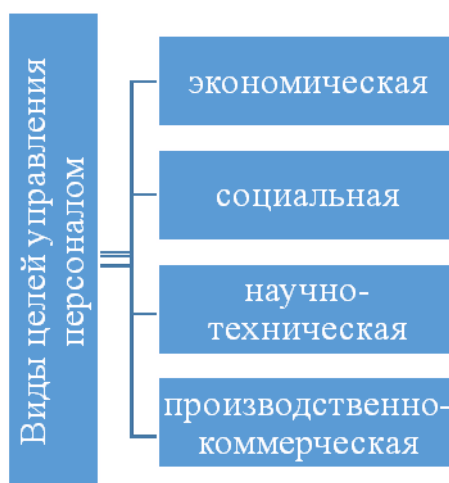 Виды целей управления
персоналом
экономическая
социальная
научно-
техническая
производственно-
коммерческая